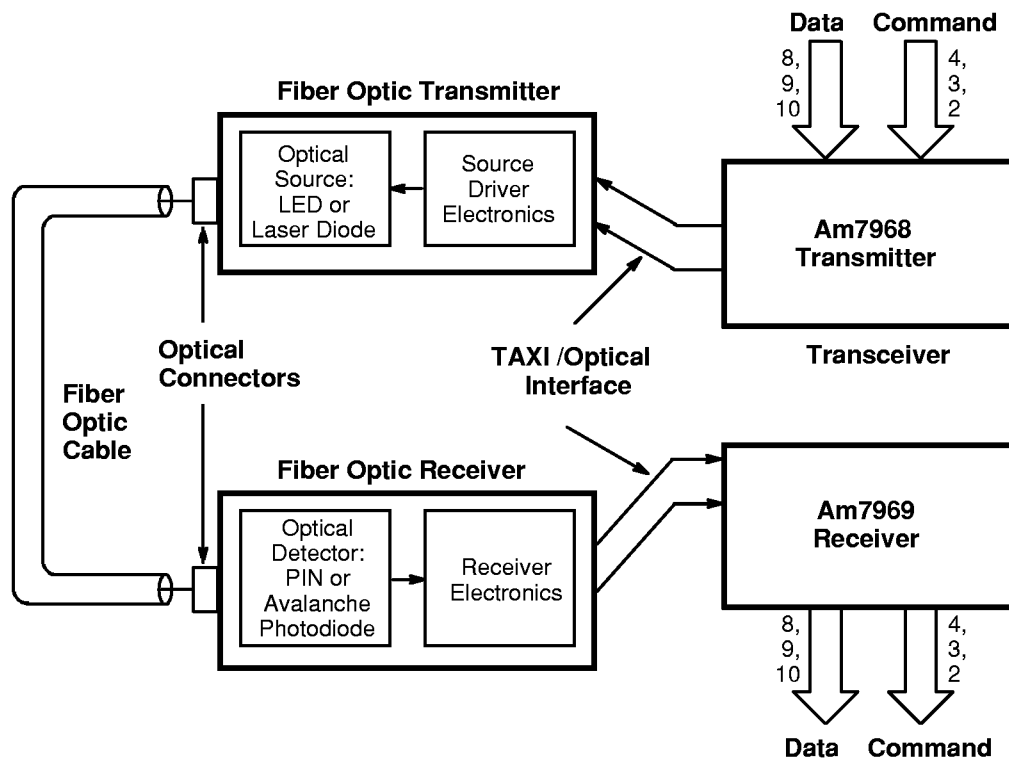 Data Command
8,
9,
10
4,
3,
2
Fiber Optic Transmitter
Optical
Source:
LED or
Laser Diode
Source
Driver
Electronics
Am7968
Transmitter
Transceiver
Optical
Connectors
TAXI /Optical
Interface
Fiber
Optic
Cable
Fiber Optic Receiver
Optical
Detector:
PIN or
Avalanche
Photodiode
Receiver
Electronics
Am7969
Receiver
8,
9,
10
4,
3,
2
Data Command